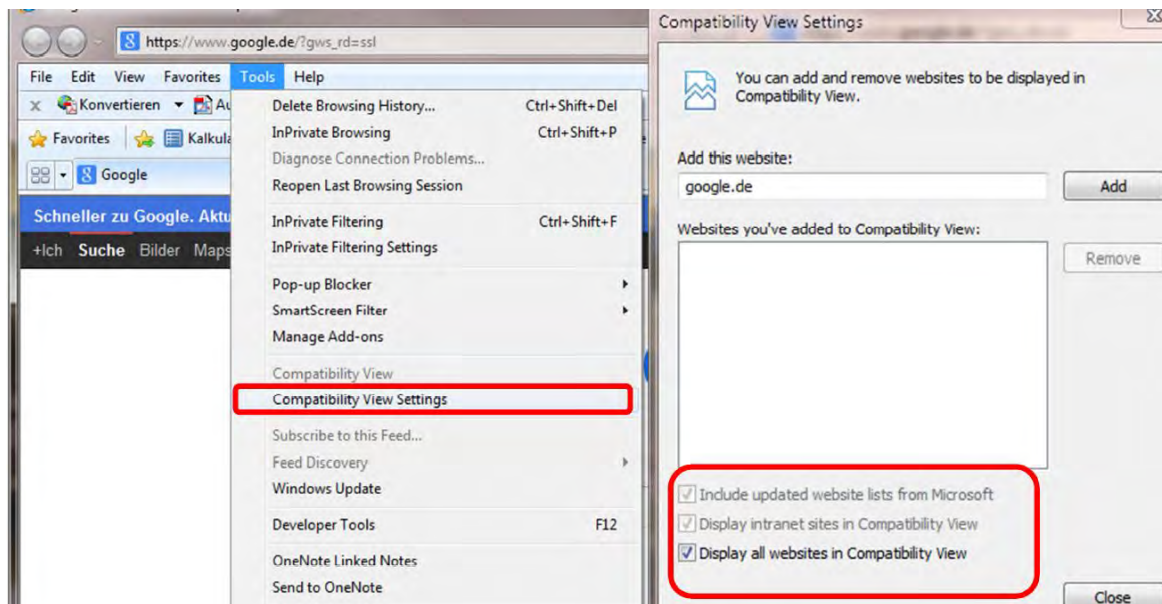 https://www.google.de/?gws_rd=ssl
File Edit View Favorites Tools Help
x Konvertieren
Favorites
Google
Schneller zu Google.
+Ich Suche Bilder Maps
Delete Browsing History... Ctrl+Shift+Del
InPrivate Browsing Ctrl+Shift+P
Diagnose Connection Problems...
Reopen Last Browsing Session
InPrivate Filtering Ctrl+Shift+F
InPrivate Filtering Settings
Pop-up Blocker
SmartScreen Filter
Manage Add-ons
Compatibility View
Compatibility View Settings
Subscribe to this Feed...
Feed Discovery
Windows Update
Developer Tools F12
OneNote Linked Notes
Send to OneNote
Compatibility View Settings
You can add and remove websites to be displayed in
Compatibility View.
Add this website:
google.de Add
Websites you've added to Compatibility View:
Remove
Include updated website lists from Microsoft
Display intranet sites in Compatibility View
Display all websites in Compatibility View
Close